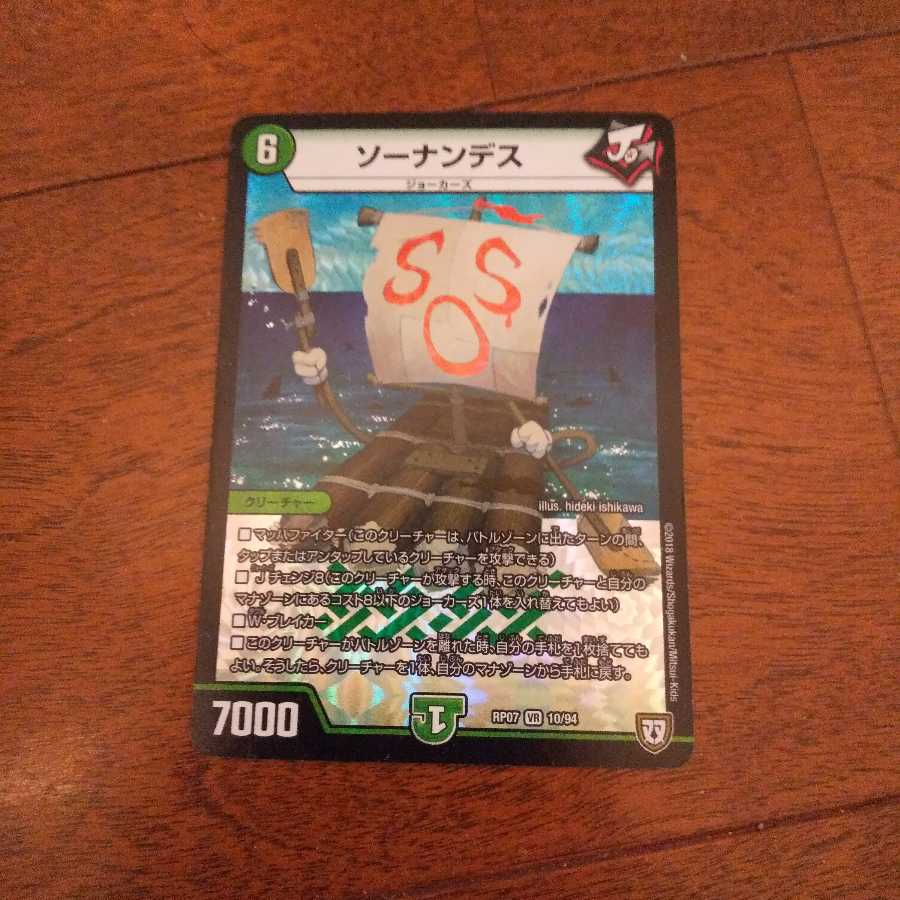 6
ソーナンデス
ジョーカーズ
J
SOS
クリーチャー
illus. hideki ishikawa
■マッハファイター(このクリーチャーは、バトルゾーンに出たターンの間、
タップまたはアンタップしているクリーチャーを攻撃できる)
■Jチェンジ8(このクリーチャーが攻撃する時、このクリーチャーと自分の
マナゾーンにあるコスト8以下のジョーカーズ1体を入れ替えてもよい)
■W・ブレイカー
■このクリーチャーがバトルゾーンを離れた時、自分の手札を1枚捨てても
よい。そうしたら、クリーチャーを1体、自分のマナゾーンから手札に戻す。
©2018 Wizards/Shogakukan/Mitsui-Kids
7000
1
RP07 VR 10/94